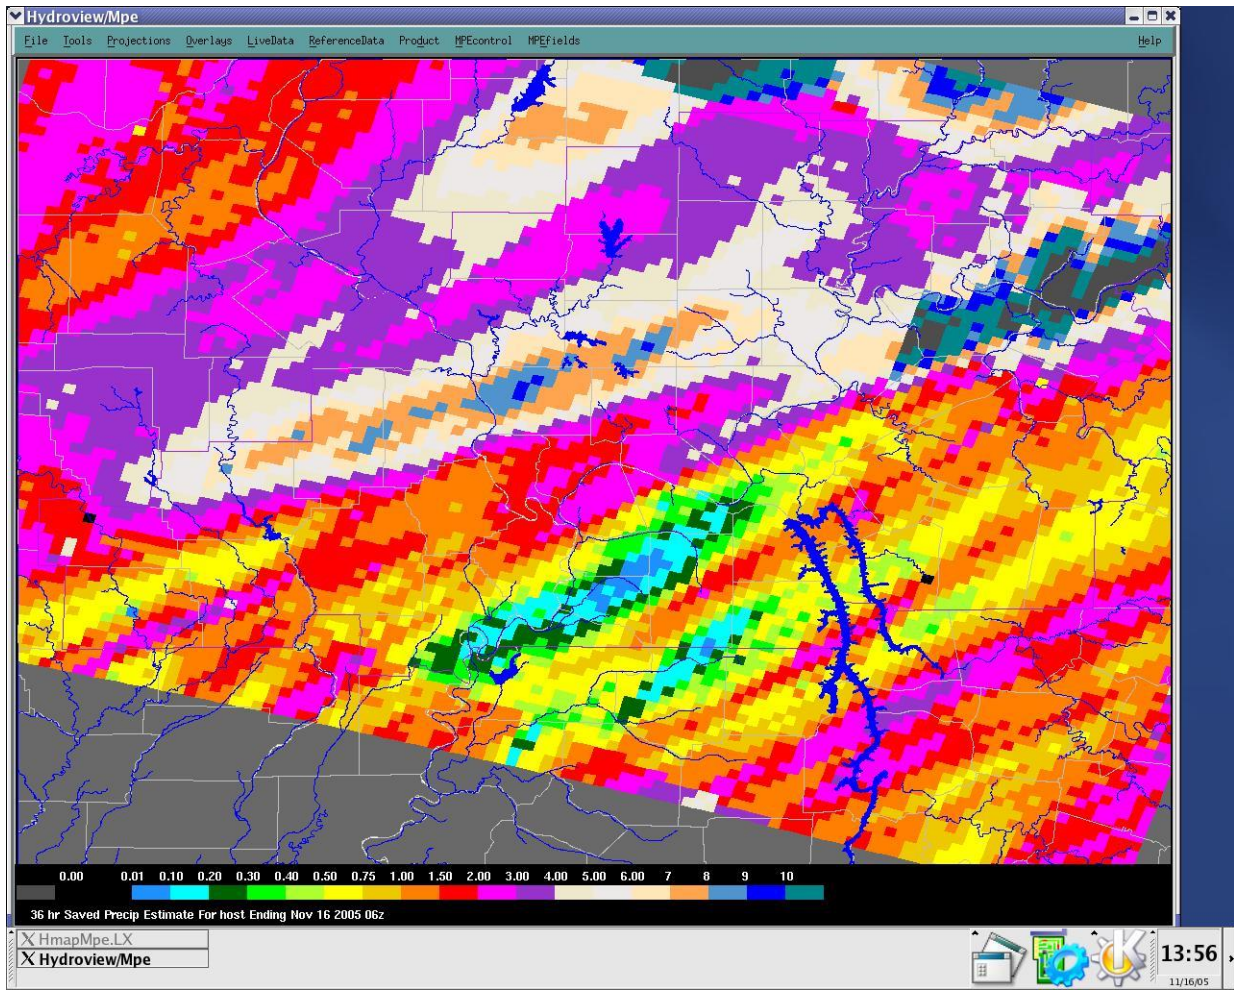 Hydroview/Mpe
File Tools Projections Overlays LiveData ReferenceData Product MPEcontrol MPEfields Help
0.00 0.01 0.10 0.20 0.30 0.40 0.50 0.75 1.00 1.50 2.00 3.00 4.00 5.00 6.00 7 8 9 10
36 hr Saved Precip Estimate For host Ending Nov 16 2005 06z
X HmapMpe.LX
X Hydroview/Mpe
K
13:56
11/16/05